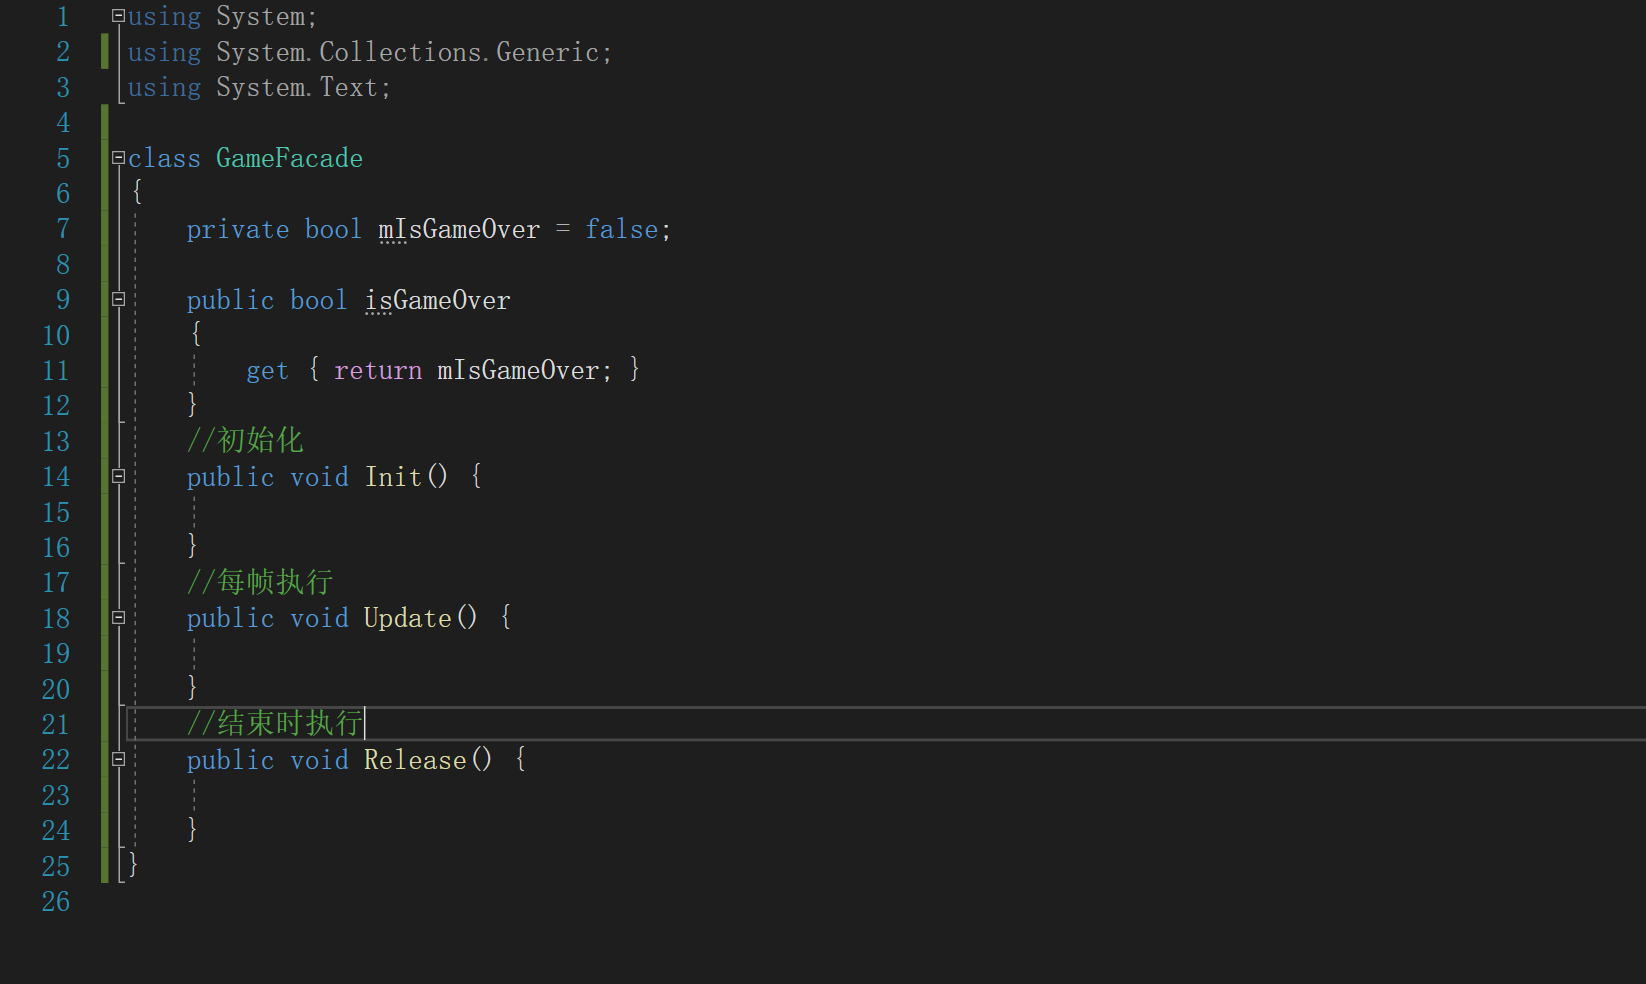 1 using System;
2 using System.Collections.Generic;
3 using System.Text;
4
5 class GameFacade
6 {
7 private bool mIsGameOver = false;
8
9 public bool isGameOver
10 {
11 get { return mIsGameOver; }
12 }
13 //初始化
14 public void Init() {
15
16 }
17 //每帧执行
18 public void Update() {
19
20 }
21 //结束时执行
22 public void Release() {
23
24 }
25 }
26